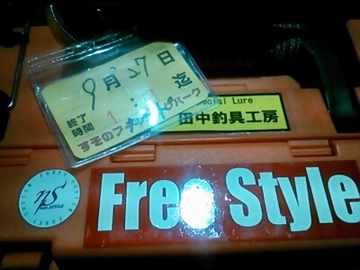 9月27日
迄
終了
時間
すそのフィッシングパーク
Special Lure
田中釣具工房
Free Style